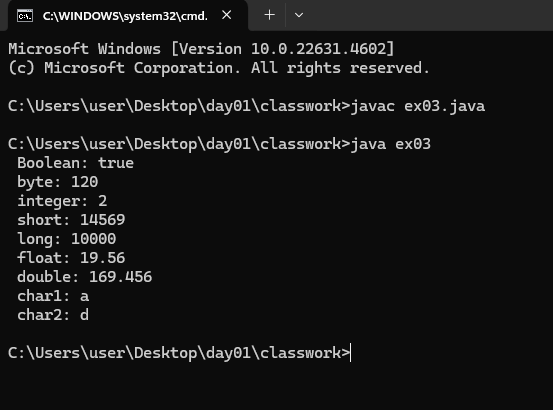 C:\WINDOWS\system32\cmd.
Microsoft Windows [Version 10.0.22631.4602]
(c) Microsoft Corporation. All rights reserved.
C:\Users\user\Desktop\day01\classwork>javac ex03.java
C:\Users\user\Desktop\day01\classwork>java ex03
Boolean: true
byte: 120
integer: 2
short: 14569
long: 10000
float: 19.56
double: 169.456
char1: a
char2: d
C:\Users\user\Desktop\day01\classwork>